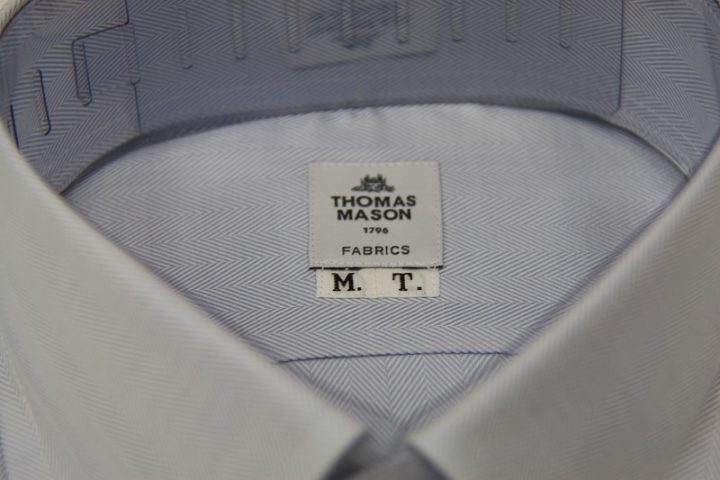 THOMAS
MASON
1796
FABRICS
M. T.